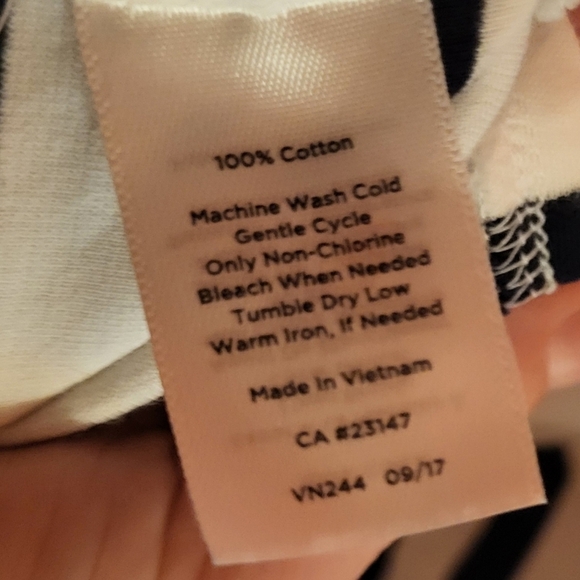 100% Cotton
Machine Wash Cold
Gentle Cycle
Only Non-Chlorine
Bleach When Needed
Tumble Dry Low
Warm Iron, If Needed
Made In Vietnam
CA #23147
VN244 09/17